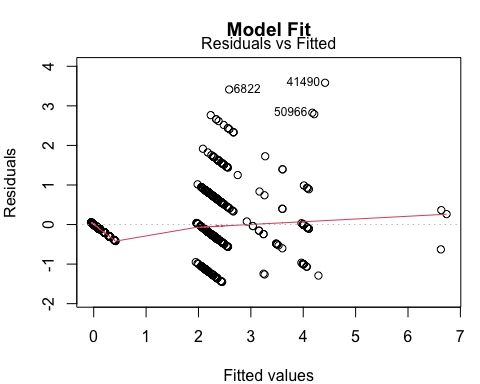 Model Fit
Residuals vs Fitted
4
3
2
1
0
-1
-2
Residuals
6822
41490
50966
0 1 2 3 4 5 6 7
Fitted values